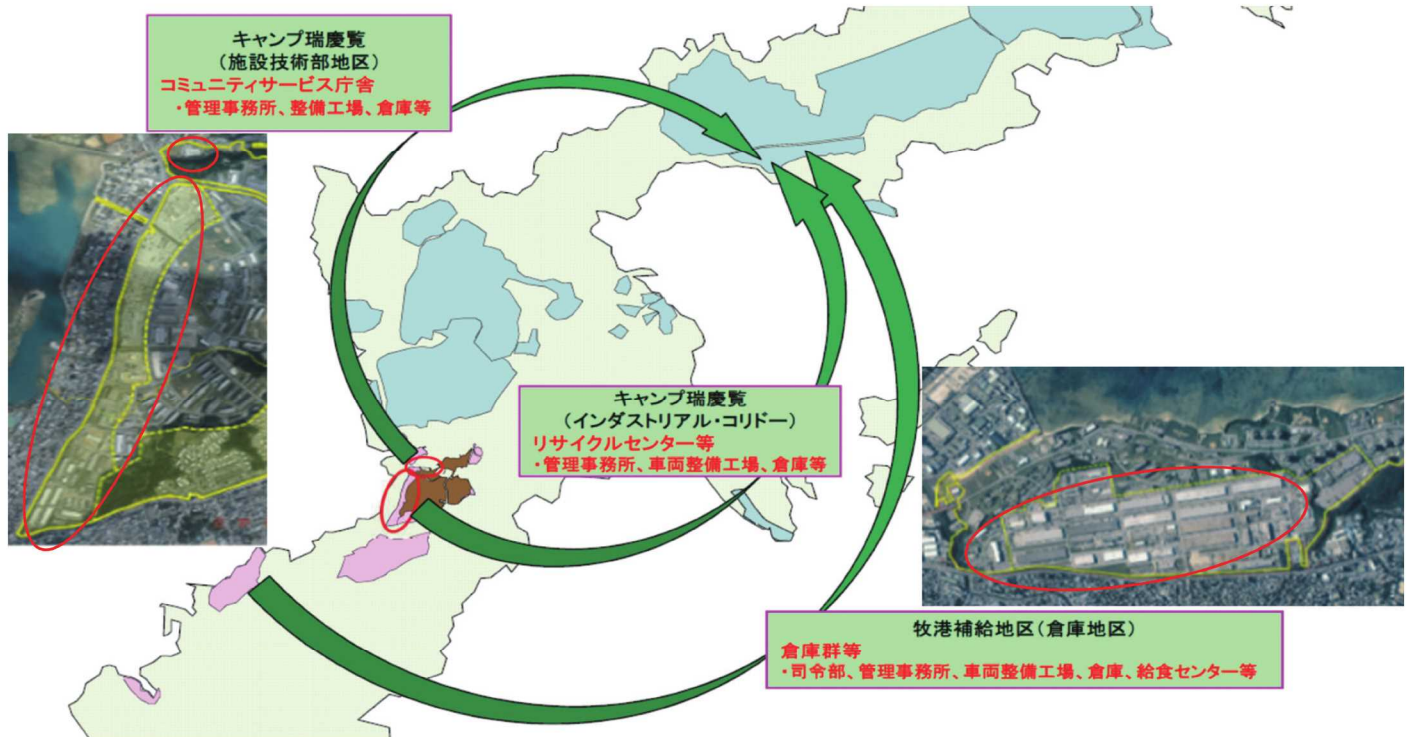 キャンプ瑞慶覧
(施設技術部地区)
コミュニティサービス庁舎
・管理事務所、整備工場、倉庫等
キャンプ瑞慶覧
(インダストリアル・コリドー)
リサイクルセンター等
・管理事務所、車両整備工場、倉庫等
牧港補給地区(倉庫地区)
倉庫群等
・司令部、管理事務所、車両整備工場、倉庫、給食センター等